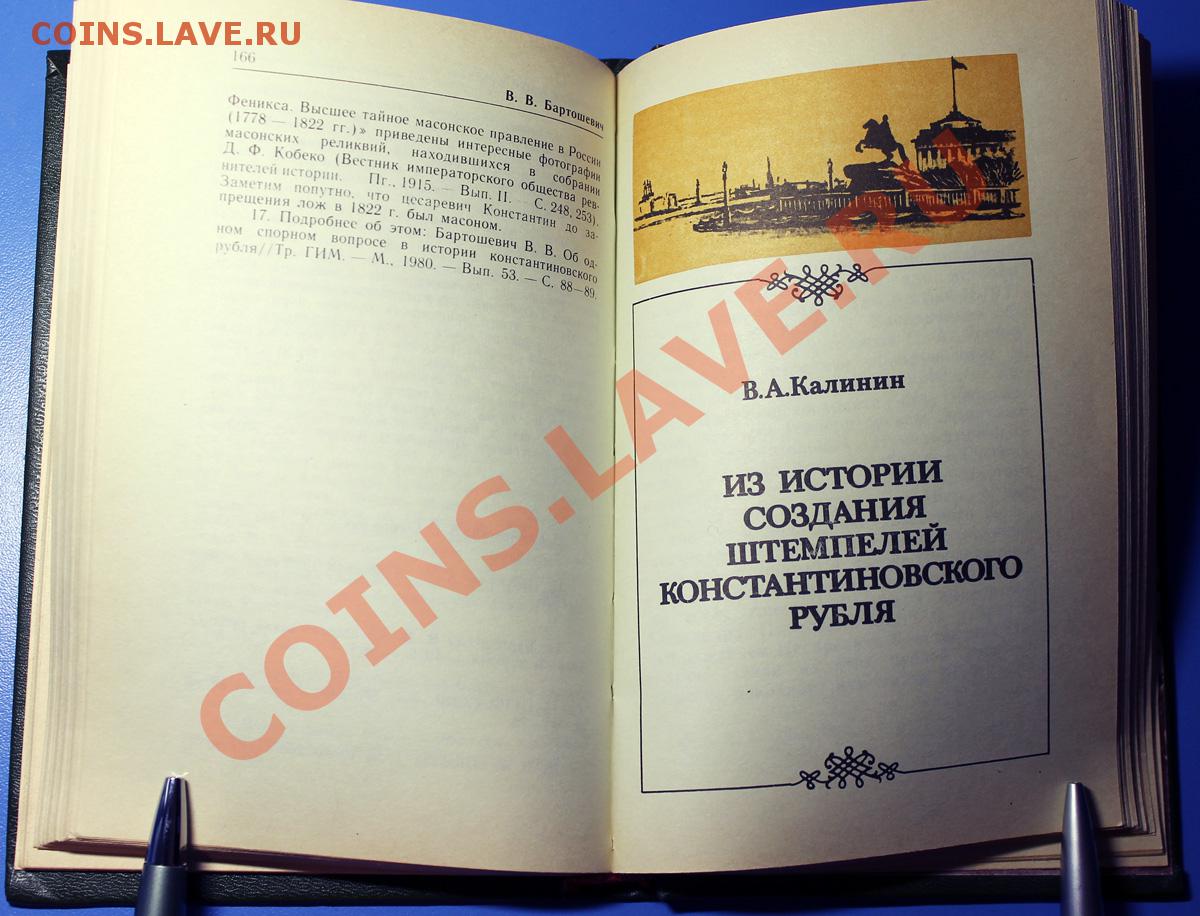 COINS.LAVE.RU
166
В. В. Бартошевич
Феникса. Высшее тайное масонское правление в России
(1778 — 1822 гг.)» приведены интересные фотографии
масонских реликвий, находившихся в собрании
Д. Ф. Кобеко (Вестник императорского общества рев-
нителей истории. Пг., 1915. — Вып. II. — С. 248, 253).
Заметим попутно, что цесаревич Константин до за-
прещения лож в 1822 г. был масоном.
17. Подробнее об этом: Бартошевич В. В. Об од-
ном спорном вопросе в истории константиновского
рубля//Тр. ГИМ. — М., 1980. — Вып. 53. — С. 88—89.
В.А.Калинин
ИЗ ИСТОРИИ
СОЗДАНИЯ
ШТЕМПЕЛЕЙ
КОНСТАНТИНОВСКОГО
РУБЛЯ
COINS.LAVE.RU